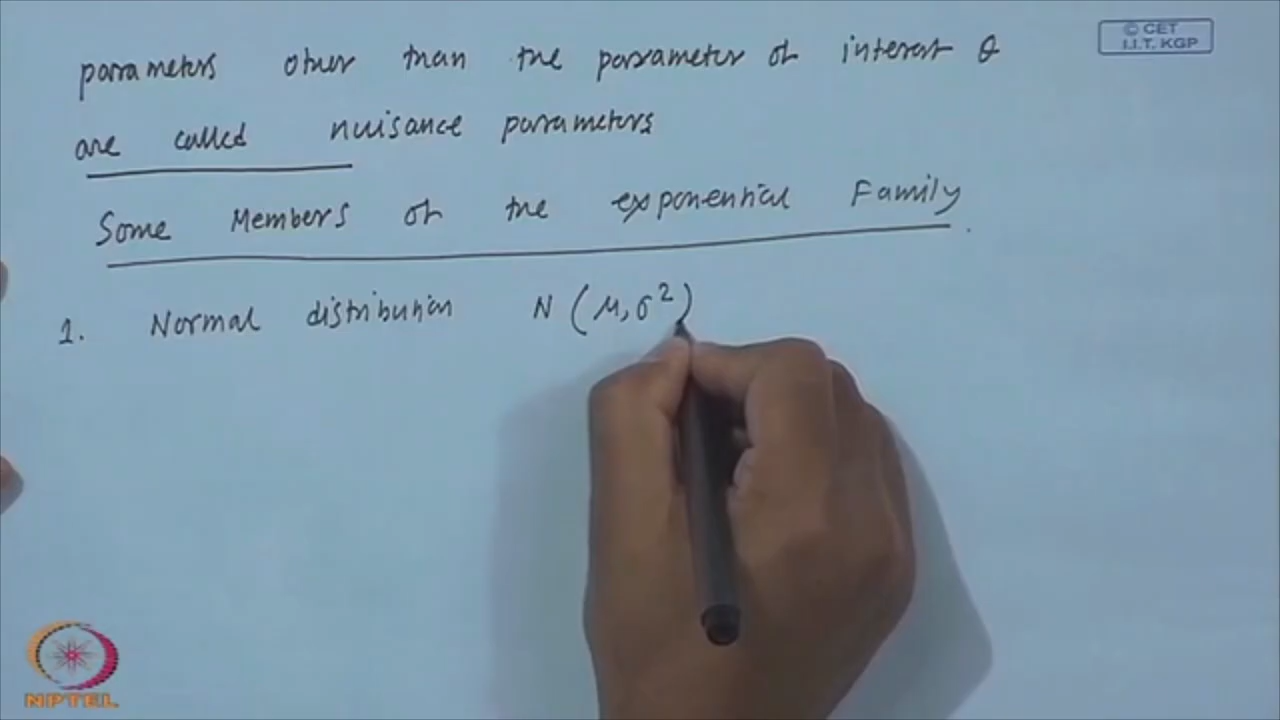 © CET
I.I.T. KGP
parameters other than the parameter of interest θ
are called nuisance parameters
Some Members of the exponential Family.
1. Normal distribution N (μ, σ²)
NPTEL